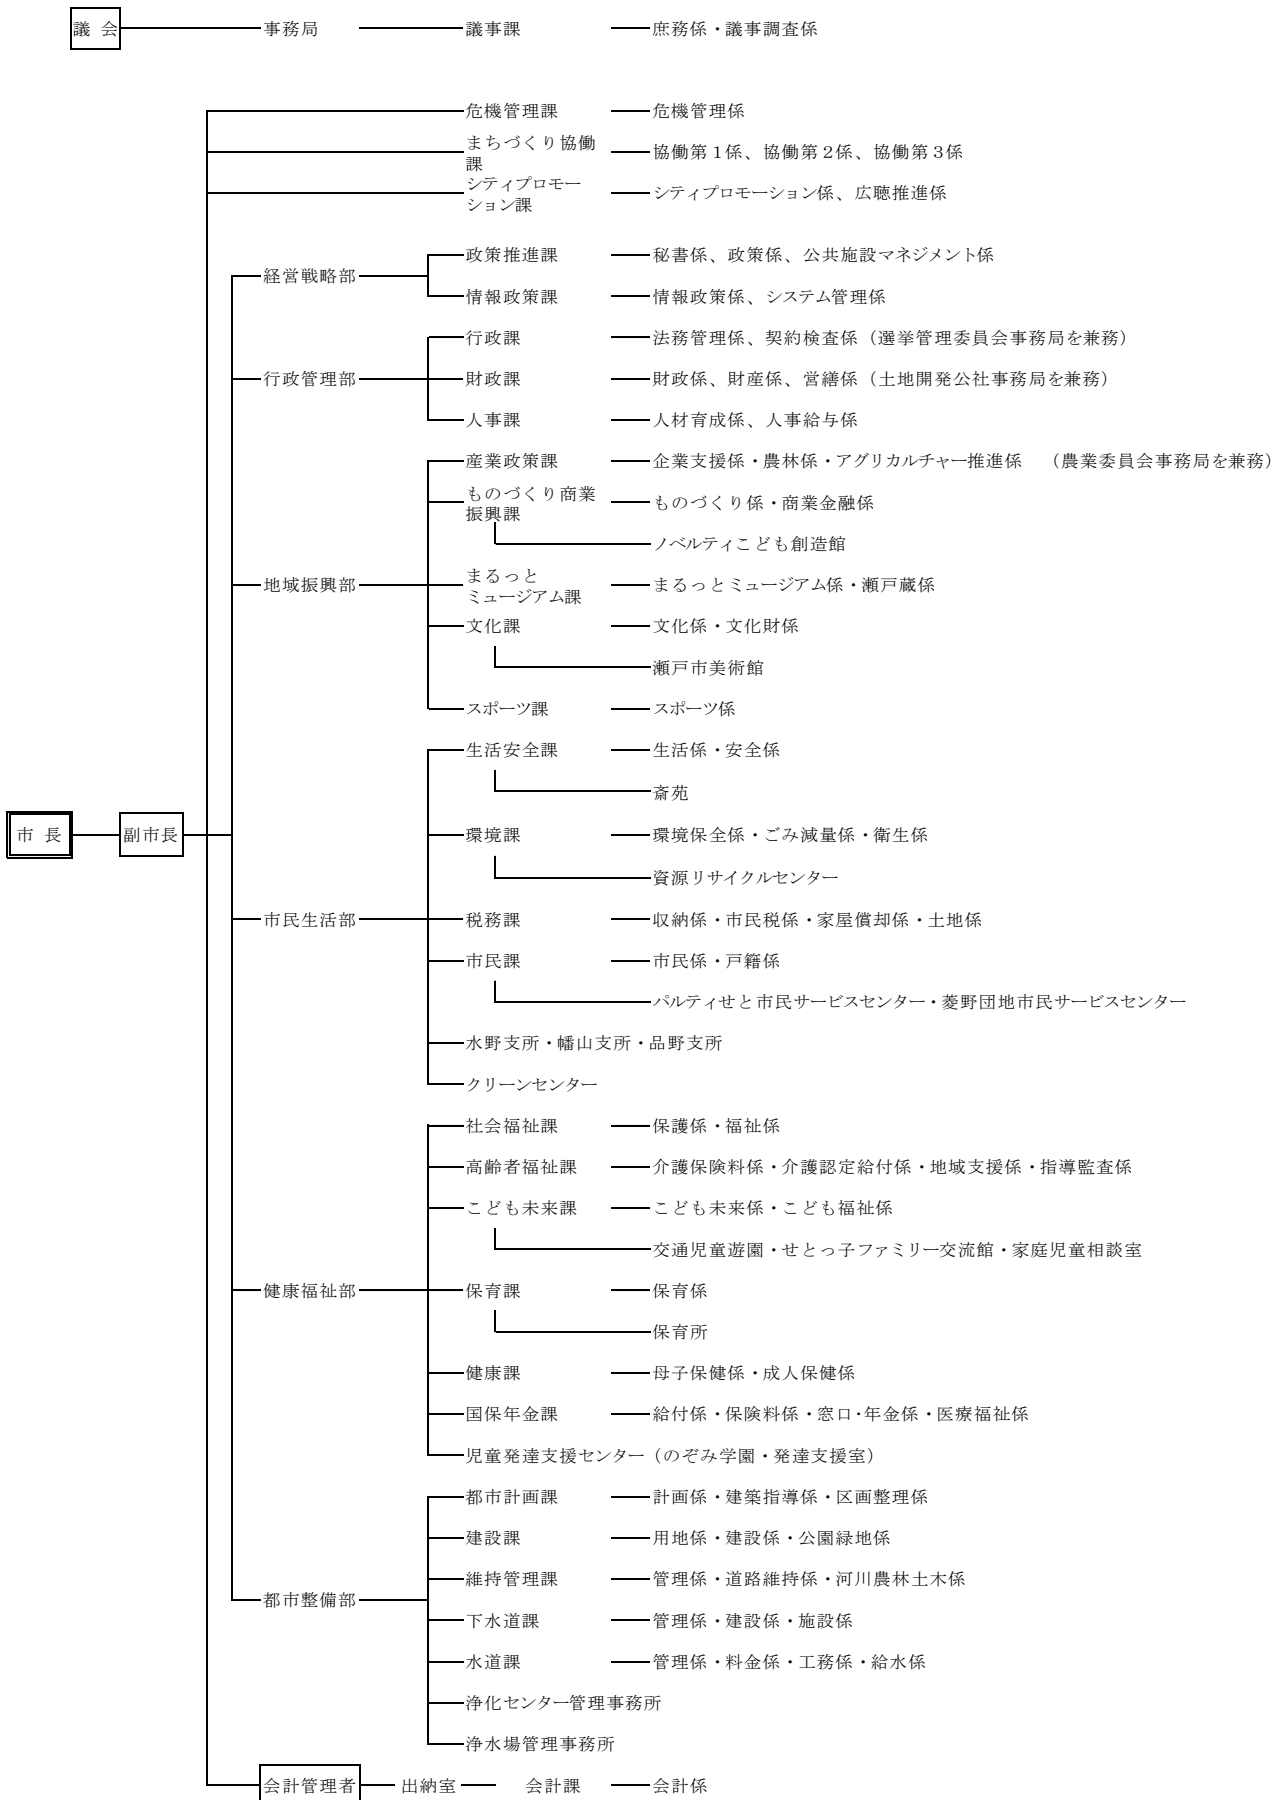 議 会 事務局 議事課 庶務係・議事調査係
危機管理課 危機管理係
まちづくり協働
課 協働第1係、協働第2係、協働第3係
シティプロモー
ション課 シティプロモーション係、広聴推進係
政策推進課 秘書係、政策係、公共施設マネジメント係
経営戦略部
情報政策課 情報政策係、システム管理係
行政課 法務管理係、契約検査係（選挙管理委員会事務局を兼務）
行政管理部 財政課 財政係、財産係、営繕係（土地開発公社事務局を兼務）
人事課 人材育成係、人事給与係
産業政策課 企業支援係・農林係・アグリカルチャー推進係 （農業委員会事務局を兼務）
ものづくり商業
振興課 ものづくり係・商業金融係
ノベルティこども創造館
地域振興部 まるっと
ミュージアム課 まるっとミュージアム係・瀬戸蔵係
文化課 文化係・文化財係
瀬戸市美術館
スポーツ課 スポーツ係
生活安全課 生活係・安全係
斎苑
市 長 副市長 環境課 環境保全係・ごみ減量係・衛生係
資源リサイクルセンター
市民生活部 税務課 収納係・市民税係・家屋償却係・土地係
市民課 市民係・戸籍係
パルティせと市民サービスセンター・菱野団地市民サービスセンター
水野支所・幡山支所・品野支所
クリーンセンター
社会福祉課 保護係・福祉係
高齢者福祉課 介護保険料係・介護認定給付係・地域支援係・指導監査係
こども未来課 こども未来係・こども福祉係
交通児童遊園・せとっ子ファミリー交流館・家庭児童相談室
健康福祉部 保育課 保育係
保育所
健康課 母子保健係・成人保健係
国保年金課 給付係・保険料係・窓口・年金係・医療福祉係
児童発達支援センター（のぞみ学園・発達支援室）
都市計画課 計画係・建築指導係・区画整理係
建設課 用地係・建設係・公園緑地係
維持管理課 管理係・道路維持係・河川農林土木係
都市整備部
下水道課 管理係・建設係・施設係
水道課 管理係・料金係・工務係・給水係
浄化センター管理事務所
浄水場管理事務所
会計管理者 出納室 会計課 会計係